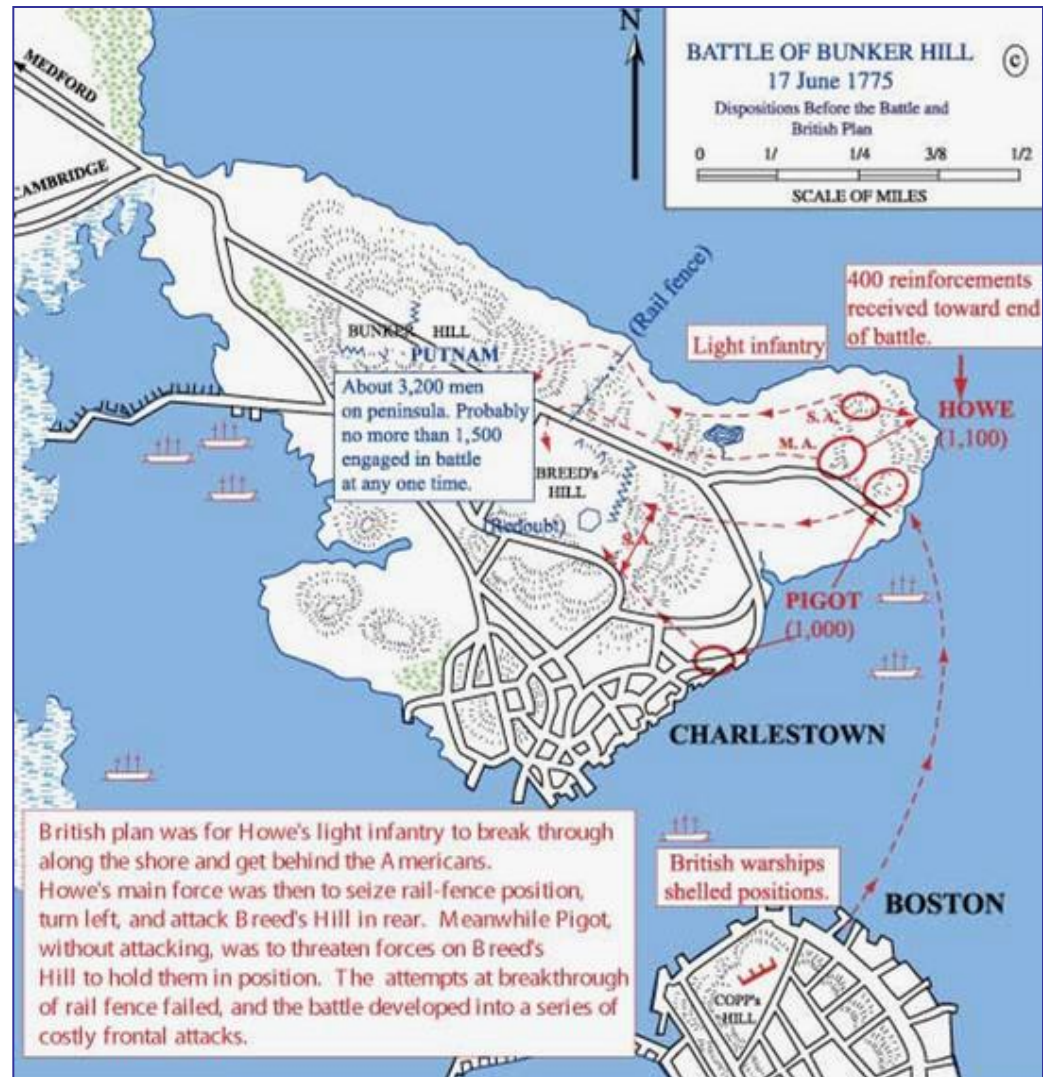 N
BATTLE OF BUNKER HILL
17 June 1775
Dispositions Before the Battle and
British Plan
©
0 1/ 1/4 3/8 1/2
SCALE OF MILES
MEDFORD
CAMBRIDGE
(Rail fence)
400 reinforcements
received toward end
of battle.
Light infantry
BUNKER HILL
PUTNAM
About 3,200 men
on peninsula. Probably
no more than 1,500
engaged in battle
at any one time.
S. A.
HOWE
M. A.
(1,100)
BREED's
HILL
(Redoubt)
S. A.
PIGOT
(1,000)
CHARLESTOWN
British plan was for Howe's light infantry to break through
along the shore and get behind the Americans.
Howe's main force was then to seize rail-fence position,
turn left, and attack Breed's Hill in rear. Meanwhile Pigot,
without attacking, was to threaten forces on Breed's
Hill to hold them in position. The attempts at breakthrough
of rail fence failed, and the battle developed into a series of
costly frontal attacks.
British warships
shelled positions.
BOSTON
COPP's
HILL